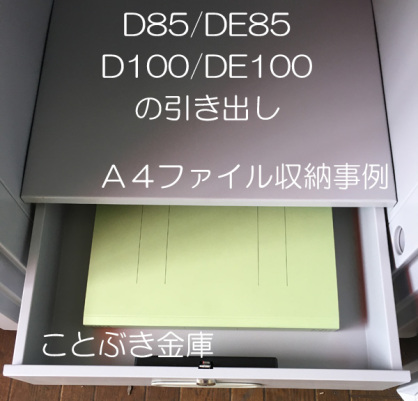 D85/DE85
D100/DE100
の引き出し
A4ファイル収納事例
ことぶき金庫